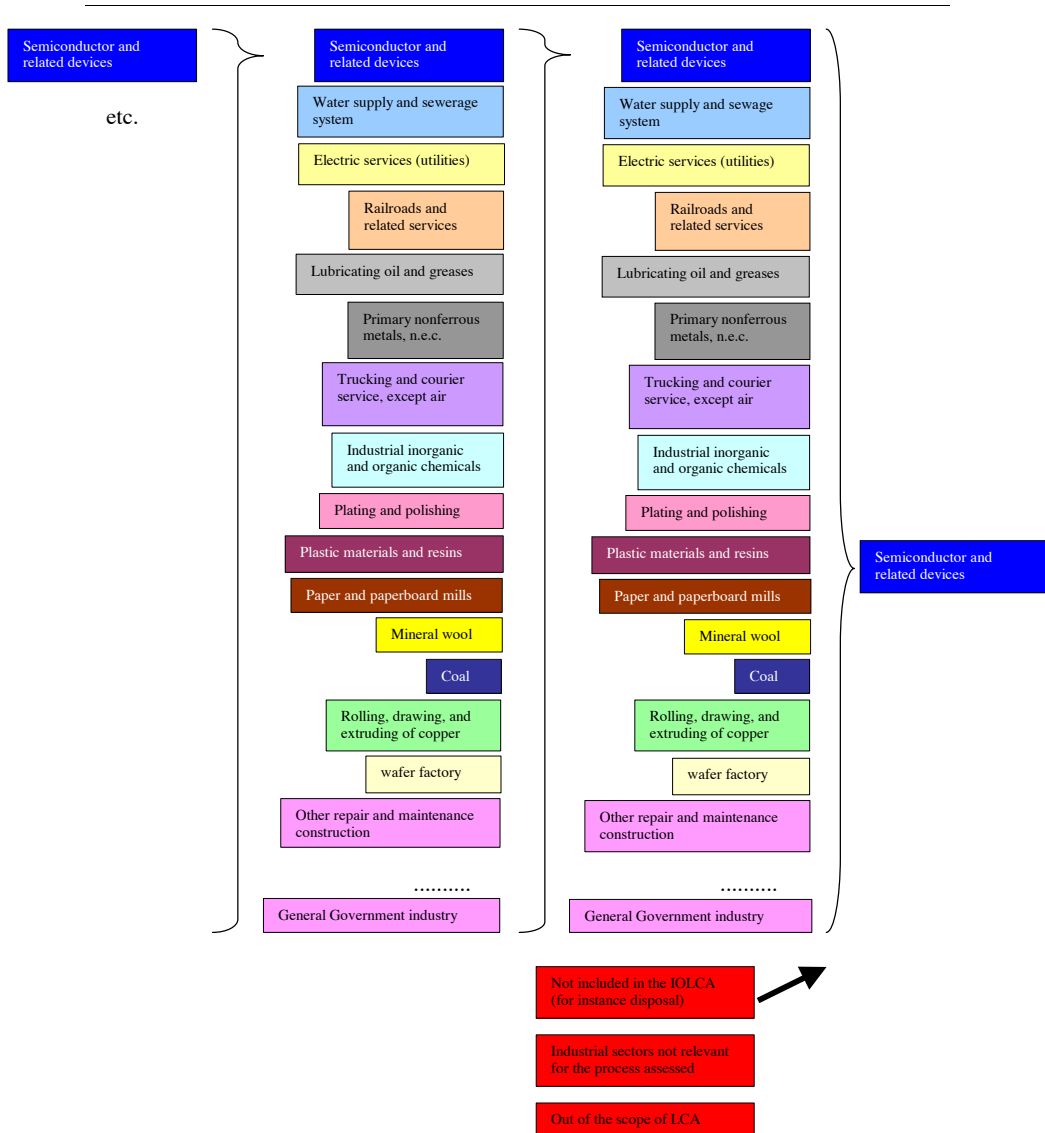 Semiconductor and
related devices
etc.
Semiconductor and
related devices
Water supply and sewerage
system
Electric services (utilities)
Railroads and
related services
Lubricating oil and greases
Primary nonferrous
metals, n.e.c.
Trucking and courier
service, except air
Industrial inorganic
and organic chemicals
Plating and polishing
Plastic materials and resins
Paper and paperboard mills
Mineral wool
Coal
Rolling, drawing, and
extruding of copper
wafer factory
Other repair and maintenance
construction
..........
General Government industry
Semiconductor and
related devices
Water supply and sewage
system
Electric services (utilities)
Railroads and
related services
Lubricating oil and greases
Primary nonferrous
metals, n.e.c.
Trucking and courier
service, except air
Industrial inorganic
and organic chemicals
Plating and polishing
Plastic materials and resins
Paper and paperboard mills
Mineral wool
Coal
Rolling, drawing, and
extruding of copper
wafer factory
Other repair and maintenance
construction
..........
General Government industry
Semiconductor and
related devices
Not included in the IOLCA
(for instance disposal)
Industrial sectors not relevant
for the process assessed
Out of the scope of LCA